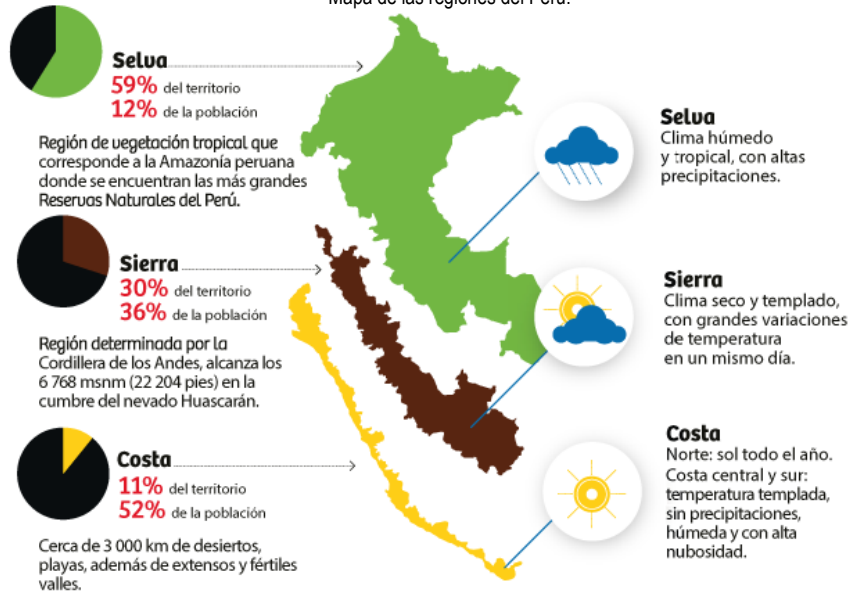 Mapa de las regiones del Perú.
Selva
59% del territorio
12% de la población
Región de vegetación tropical que
corresponde a la Amazonía peruana
donde se encuentran las más grandes
Reservas Naturales del Perú.
Sierra
30% del territorio
36% de la población
Región determinada por la
Cordillera de los Andes, alcanza los
6 768 msnm (22 204 pies) en la
cumbre del nevado Huascarán.
Costa
11% del territorio
52% de la población
Cerca de 3 000 km de desiertos,
playas, además de extensos y fértiles
valles.
Selva
Clima húmedo
y tropical, con altas
precipitaciones.
Sierra
Clima seco y templado,
con grandes variaciones
de temperatura
en un mismo día.
Costa
Norte: sol todo el año.
Costa central y sur:
temperatura templada,
sin precipitaciones,
húmeda y con alta
nubosidad.